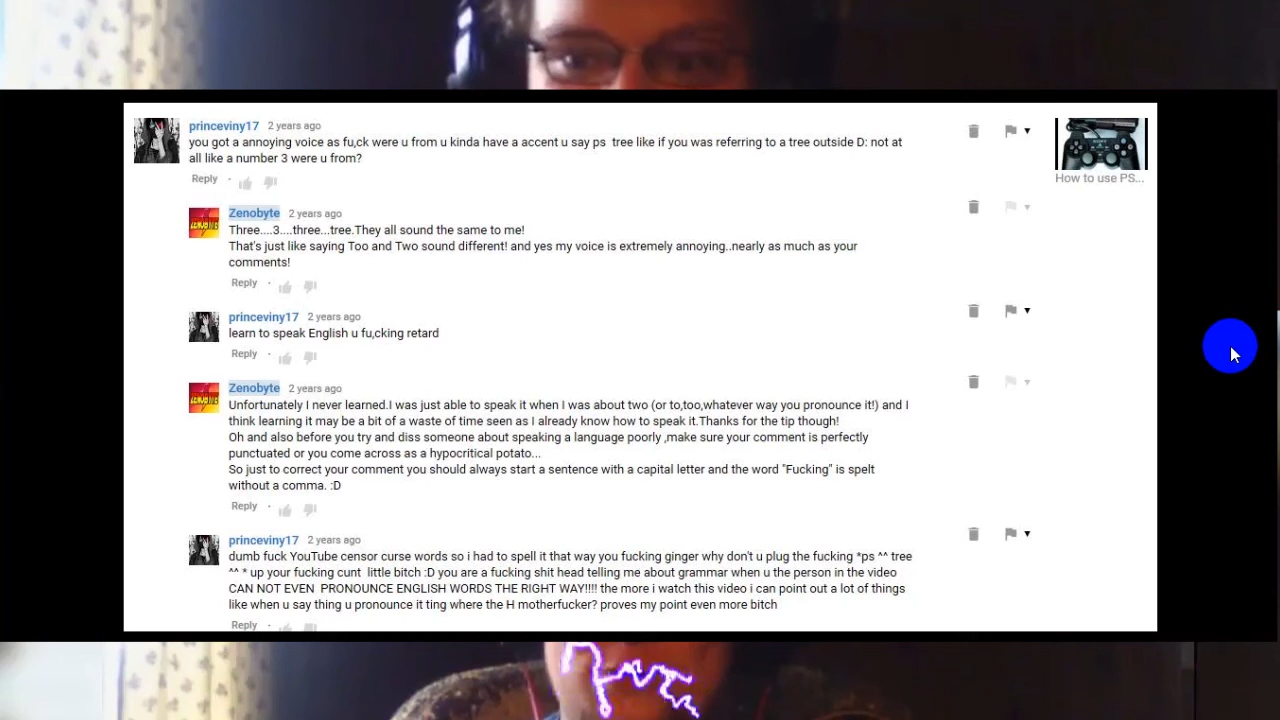 princeviny17 2 years ago
you got a annoying voice as fu,ck were u from u kinda have a accent u say ps tree like if you was referring to a tree outside D: not at
all like a number 3 were u from?
Reply
How to use PS...
Zenobyte 2 years ago
Three....3....three...tree.They all sound the same to me!
That's just like saying Too and Two sound different! and yes my voice is extremely annoying..nearly as much as your
comments!
Reply
princeviny17 2 years ago
learn to speak English u fu,cking retard
Reply
Zenobyte 2 years ago
Unfortunately I never learned.I was just able to speak it when I was about two (or to,too,whatever way you pronounce it!) and I
think learning it may be a bit of a waste of time seen as I already know how to speak it.Thanks for the tip though!
Oh and also before you try and diss someone about speaking a language poorly ,make sure your comment is perfectly
punctuated or you come across as a hypocritical potato...
So just to correct your comment you should always start a sentence with a capital letter and the word "Fucking" is spelt
without a comma. :D
Reply
princeviny17 2 years ago
dumb fuck YouTube censor curse words so i had to spell it that way you fucking ginger why don't u plug the fucking *ps ^^ tree
^^ * up your fucking cunt little bitch :D you are a fucking shit head telling me about grammar when u the person in the video
CAN NOT EVEN PRONOUNCE ENGLISH WORDS THE RIGHT WAY!!!! the more i watch this video i can point out a lot of things
like when u say thing u pronounce it ting where the H motherfucker? proves my point even more bitch
Reply